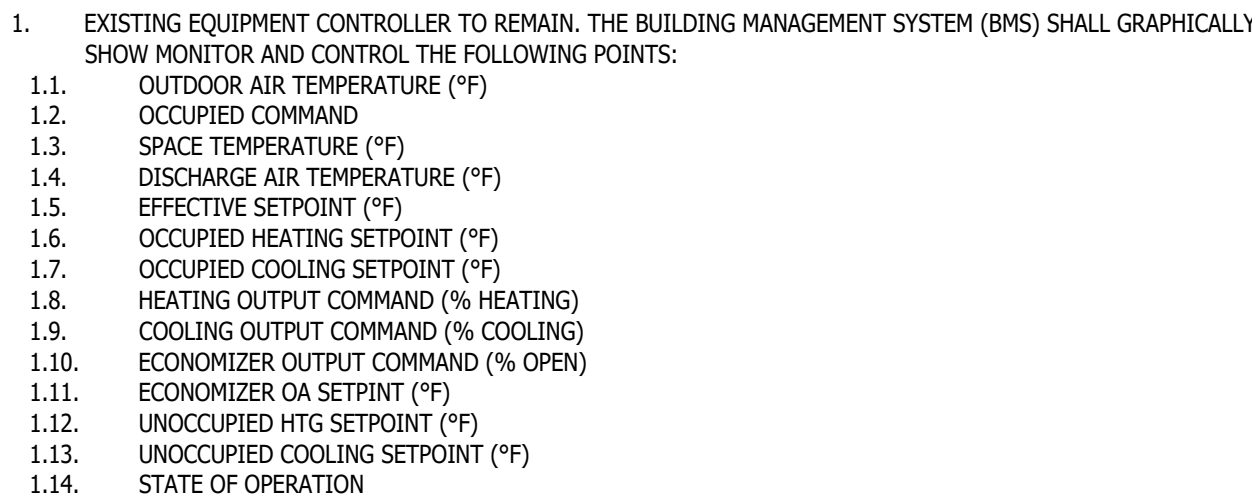 1. EXISTING EQUIPMENT CONTROLLER TO REMAIN. THE BUILDING MANAGEMENT SYSTEM (BMS) SHALL GRAPHICALLY
SHOW MONITOR AND CONTROL THE FOLLOWING POINTS:
1.1. OUTDOOR AIR TEMPERATURE (°F)
1.2. OCCUPIED COMMAND
1.3. SPACE TEMPERATURE (°F)
1.4. DISCHARGE AIR TEMPERATURE (°F)
1.5. EFFECTIVE SETPOINT (°F)
1.6. OCCUPIED HEATING SETPOINT (°F)
1.7. OCCUPIED COOLING SETPOINT (°F)
1.8. HEATING OUTPUT COMMAND (% HEATING)
1.9. COOLING OUTPUT COMMAND (% COOLING)
1.10. ECONOMIZER OUTPUT COMMAND (% OPEN)
1.11. ECONOMIZER OA SETPINT (°F)
1.12. UNOCCUPIED HTG SETPOINT (°F)
1.13. UNOCCUPIED COOLING SETPOINT (°F)
1.14. STATE OF OPERATION